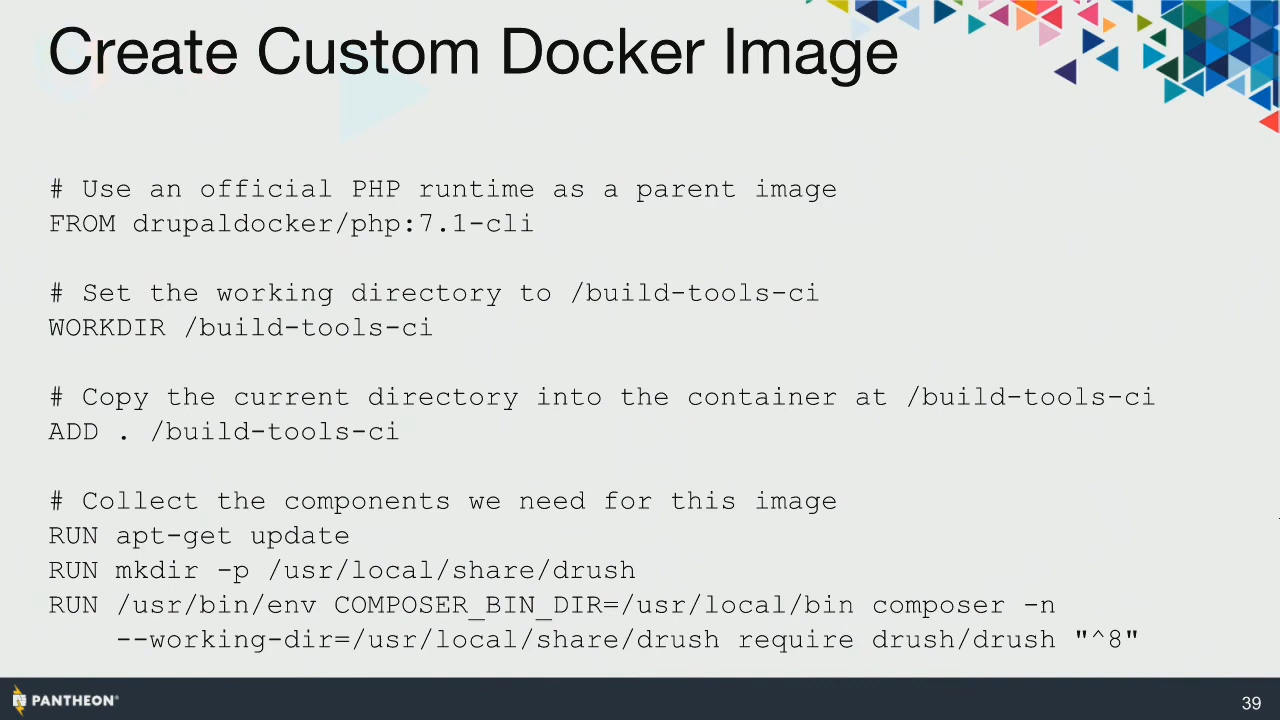 Create Custom Docker Image
# Use an official PHP runtime as a parent image
FROM drupaldocker/php:7.1-cli
# Set the working directory to /build-tools-ci
WORKDIR /build-tools-ci
# Copy the current directory into the container at /build-tools-ci
ADD . /build-tools-ci
# Collect the components we need for this image
RUN apt-get update
RUN mkdir -p /usr/local/share/drush
RUN /usr/bin/env COMPOSER_BIN_DIR=/usr/local/bin composer -n
--working-dir=/usr/local/share/drush require drush/drush "^8"
PANTHEON
39